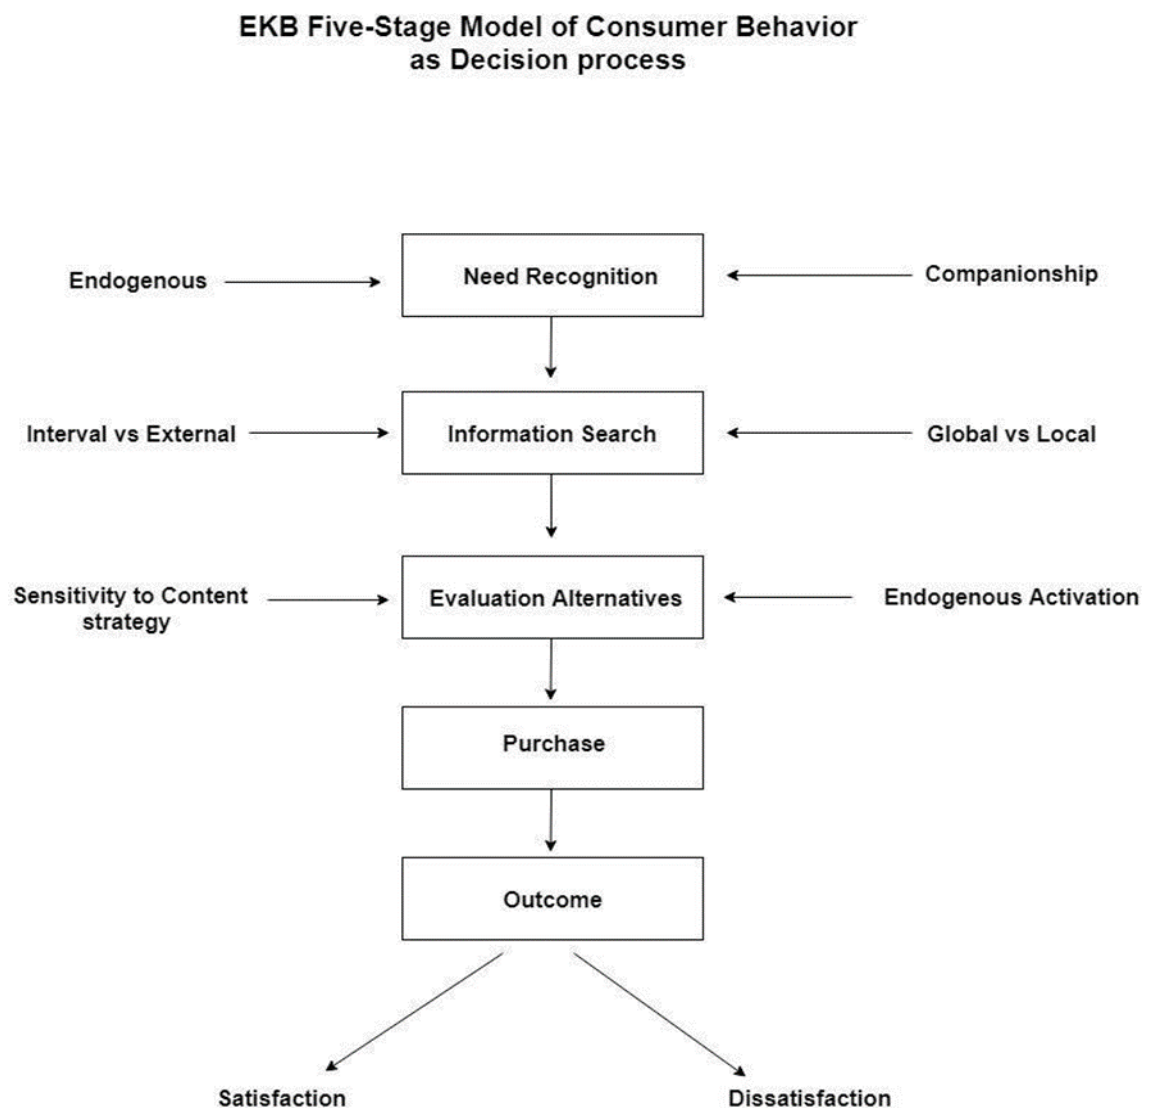 EKB Five-Stage Model of Consumer Behavior
as Decision process
Endogenous
Need Recognition
Companionship
Interval vs External
Information Search
Global vs Local
Sensitivity to Content
strategy
Evaluation Alternatives
Endogenous Activation
Purchase
Outcome
Satisfaction
Dissatisfaction